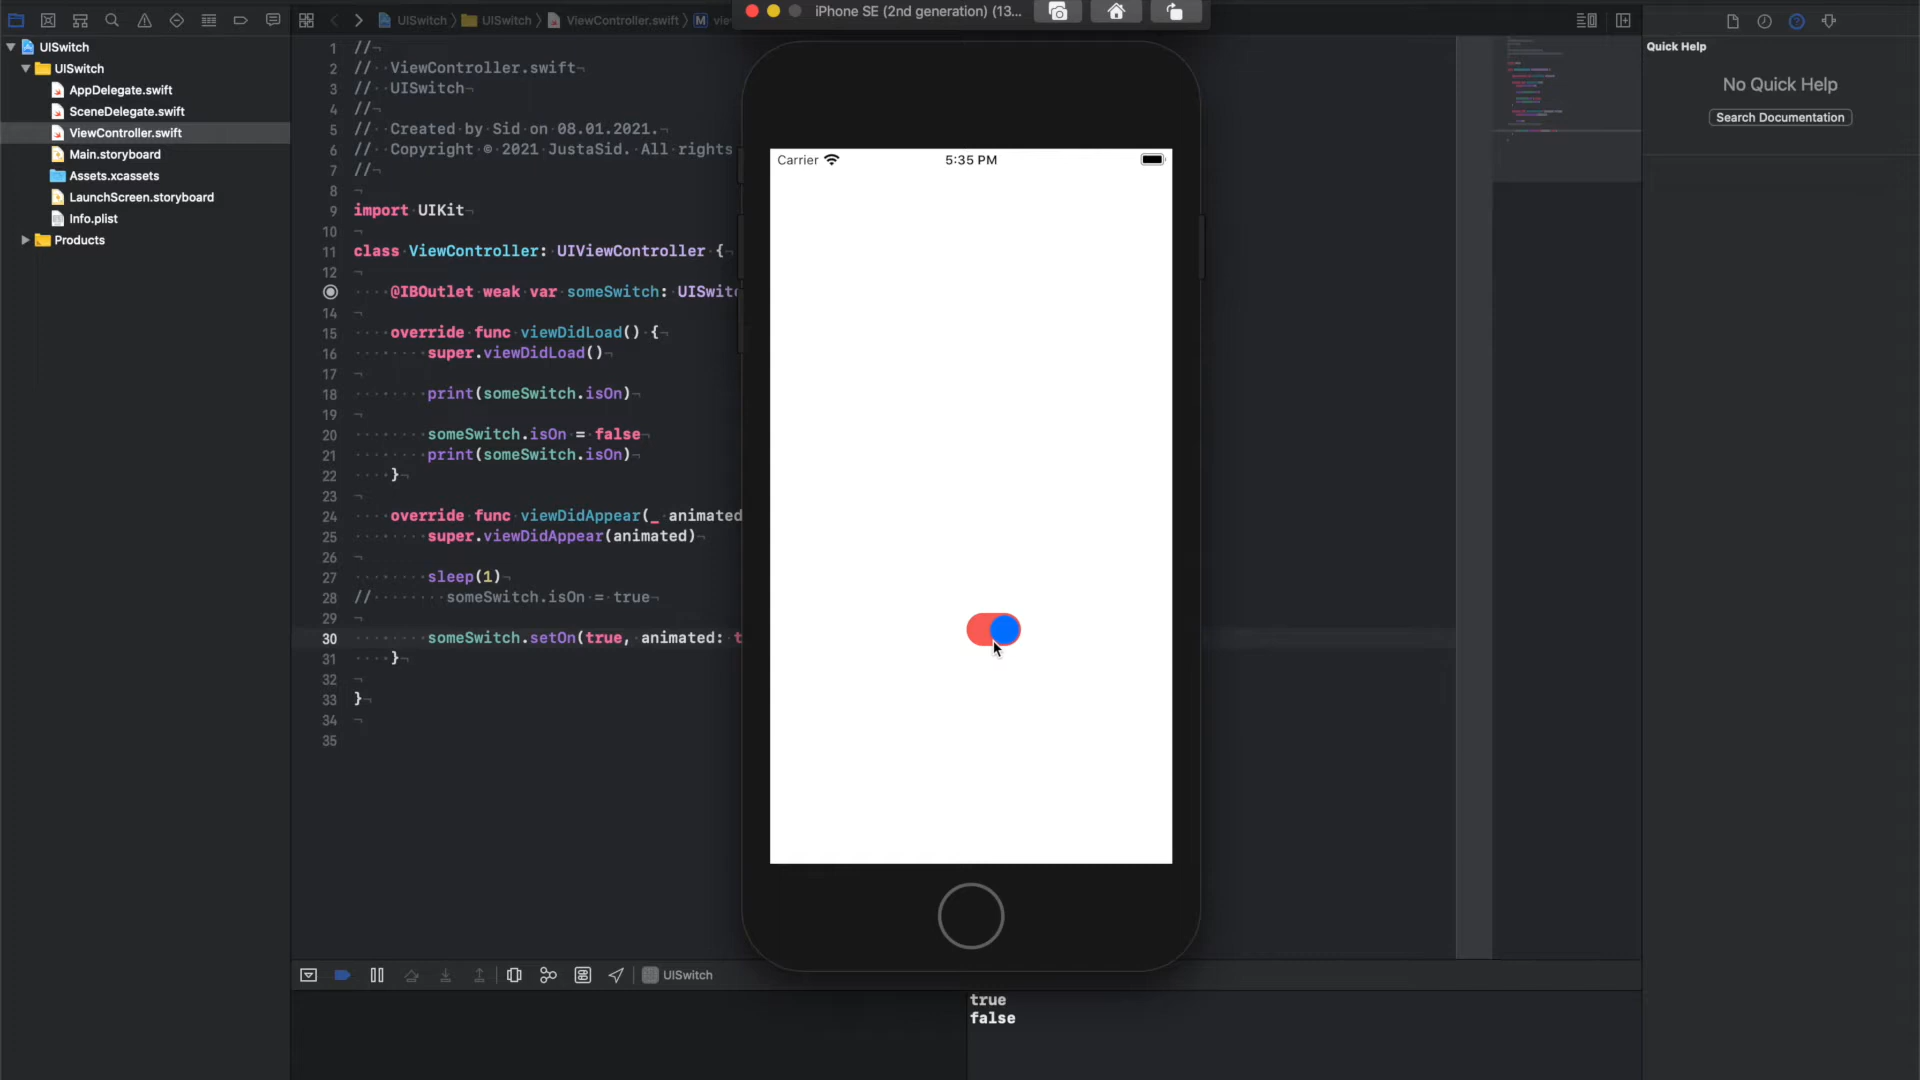 UISwitch
UISwitch
AppDelegate.swift
SceneDelegate.swift
ViewController.swift
Main.storyboard
Assets.xcassets
LaunchScreen.storyboard
Info.plist
Products
UISwitch 〉 UISwitch 〉 ViewController.swift 〉 M
1 //
2 // ViewController.swift
3 // UISwitch
4 //
5 // Created by Sid on 08.01.2021.
6 // Copyright © 2021 JustaSid. All rights
7 //
8
9 import UIKit
10
11 class ViewController: UIViewController {
12
@IBOutlet weak var someSwitch: UISwitc
14
15 override func viewDidLoad() {
16 super.viewDidLoad()
17
18 print(someSwitch.isOn)
19
20 someSwitch.isOn = false
21 print(someSwitch.isOn)
22 }
23
24 override func viewDidAppear(_ animated
25 super.viewDidAppear(animated)
26
27 sleep(1)
28 // someSwitch.isOn = true
29
30 someSwitch.setOn(true, animated: t
31 }
32
33 }
34
35
iPhone SE (2nd generation) (13...
Carrier 5:35 PM
Quick Help
No Quick Help
Search Documentation
UISwitch
true
false